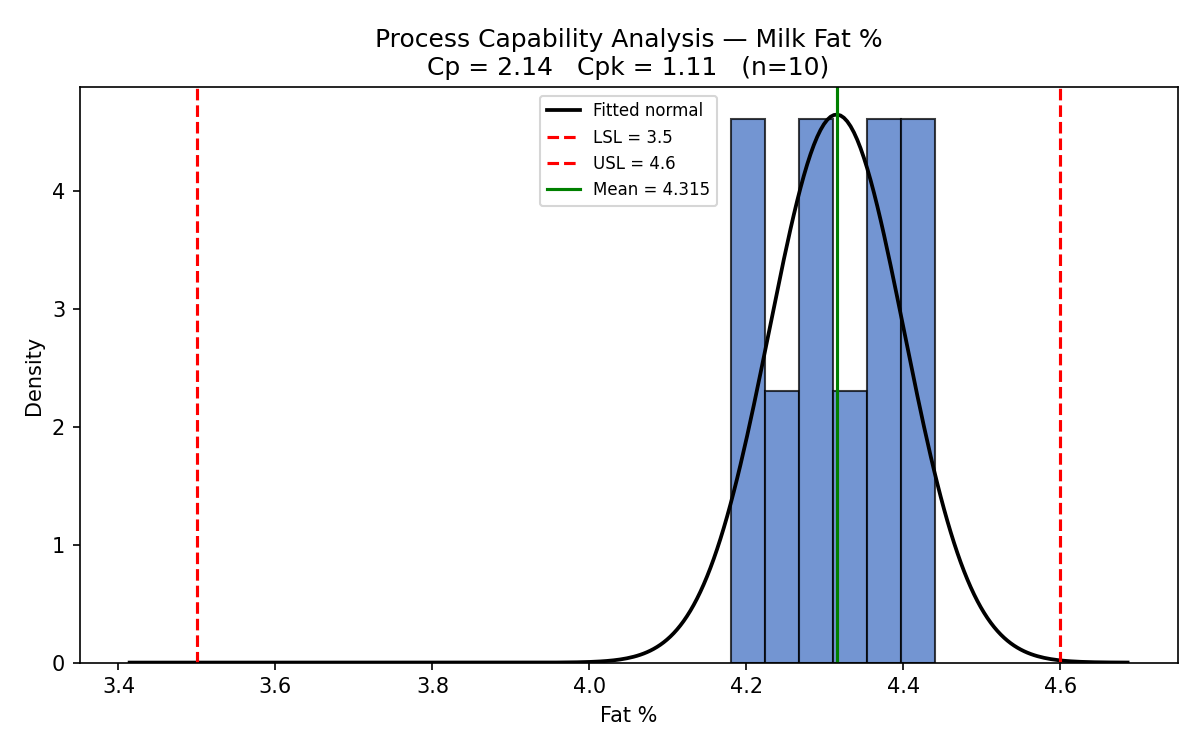 Process Capability Analysis — Milk Fat %
Cp = 2.14   Cpk = 1.11   (n=10)
Fitted normal
LSL = 3.5
USL = 4.6
Mean = 4.315
Density
4
3
2
1
0
3.4 3.6 3.8 4.0 4.2 4.4 4.6
Fat %